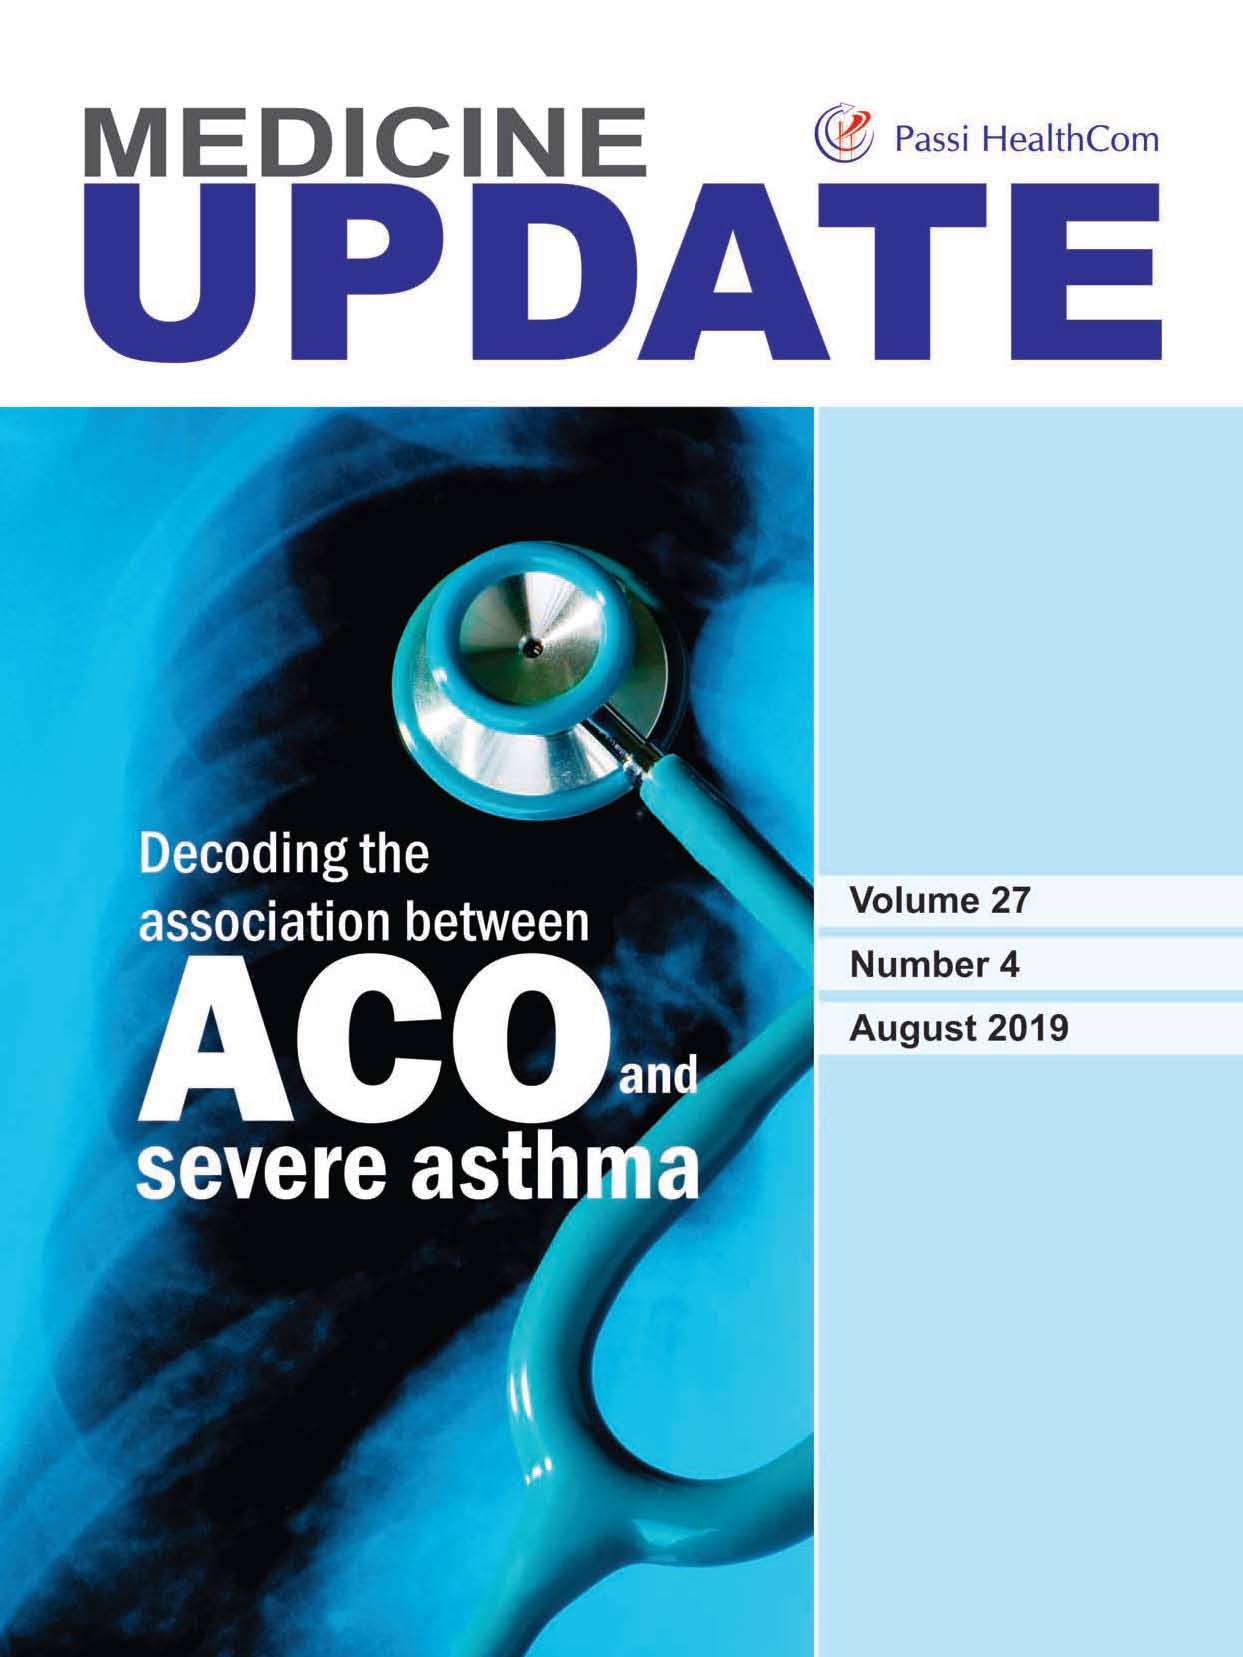 MEDICINE
Passi HealthCom
UPDATE
Decoding the
association between
ACO and
severe asthma
Volume 27
Number 4
August 2019